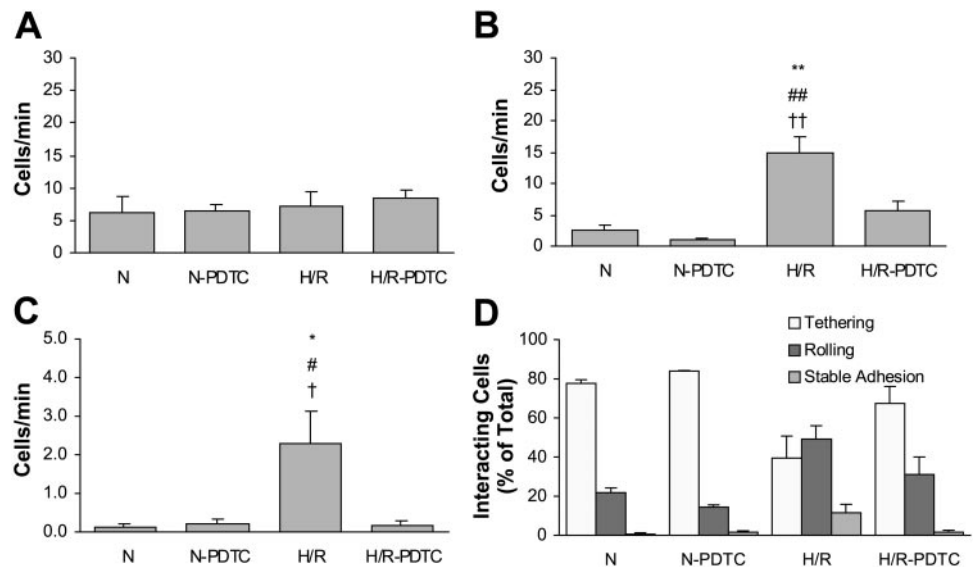 A
30
25
20
15
10
5
0
Cells/min
N N-PDTC H/R H/R-PDTC
B
30
25
20
15
10
5
0
Cells/min
**
##
††
N N-PDTC H/R H/R-PDTC
C
5.0
4.0
3.0
2.0
1.0
0.0
Cells/min
*
#
†
N N-PDTC H/R H/R-PDTC
D
100
80
60
40
20
0
Interacting Cells
(% of Total)
Tethering
Rolling
Stable Adhesion
N N-PDTC H/R H/R-PDTC